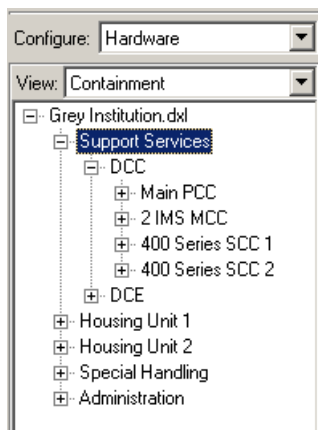 Configure: Hardware
View: Containment
Grey Institution.dxl
Support Services
DCC
Main PCC
2 IMS MCC
400 Series SCC 1
400 Series SCC 2
DCE
Housing Unit 1
Housing Unit 2
Special Handling
Administration